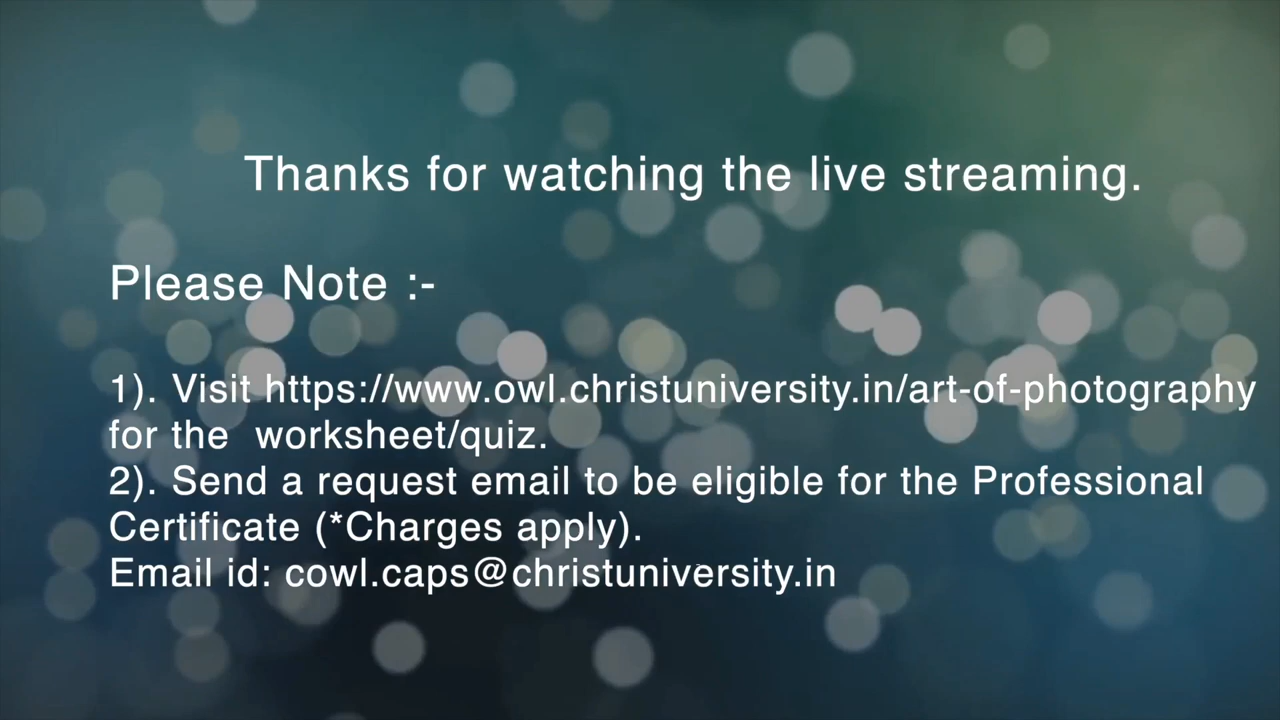 Thanks for watching the live streaming.
Please Note :-
1). Visit https://www.owl.christuniversity.in/art-of-photography
for the  worksheet/quiz.
2). Send a request email to be eligible for the Professional
Certificate (*Charges apply).
Email id: cowl.caps@christuniversity.in